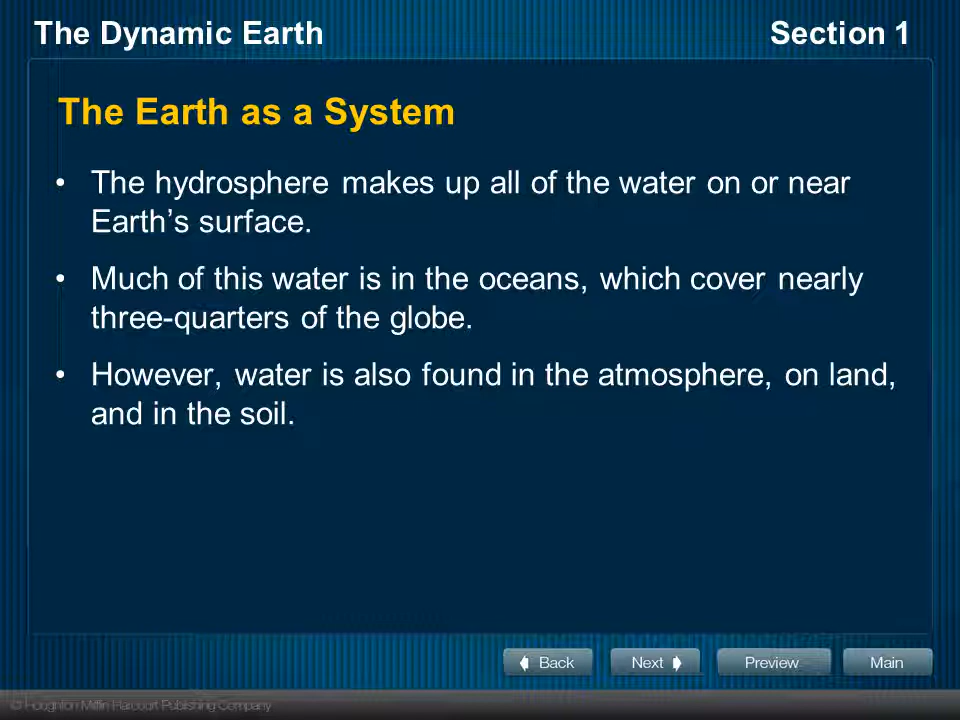 The Dynamic Earth
Section 1
The Earth as a System
• The hydrosphere makes up all of the water on or near
Earth’s surface.
• Much of this water is in the oceans, which cover nearly
three-quarters of the globe.
• However, water is also found in the atmosphere, on land,
and in the soil.
Back
Next
Preview
Main
© Houghton Mifflin Harcourt Publishing Company